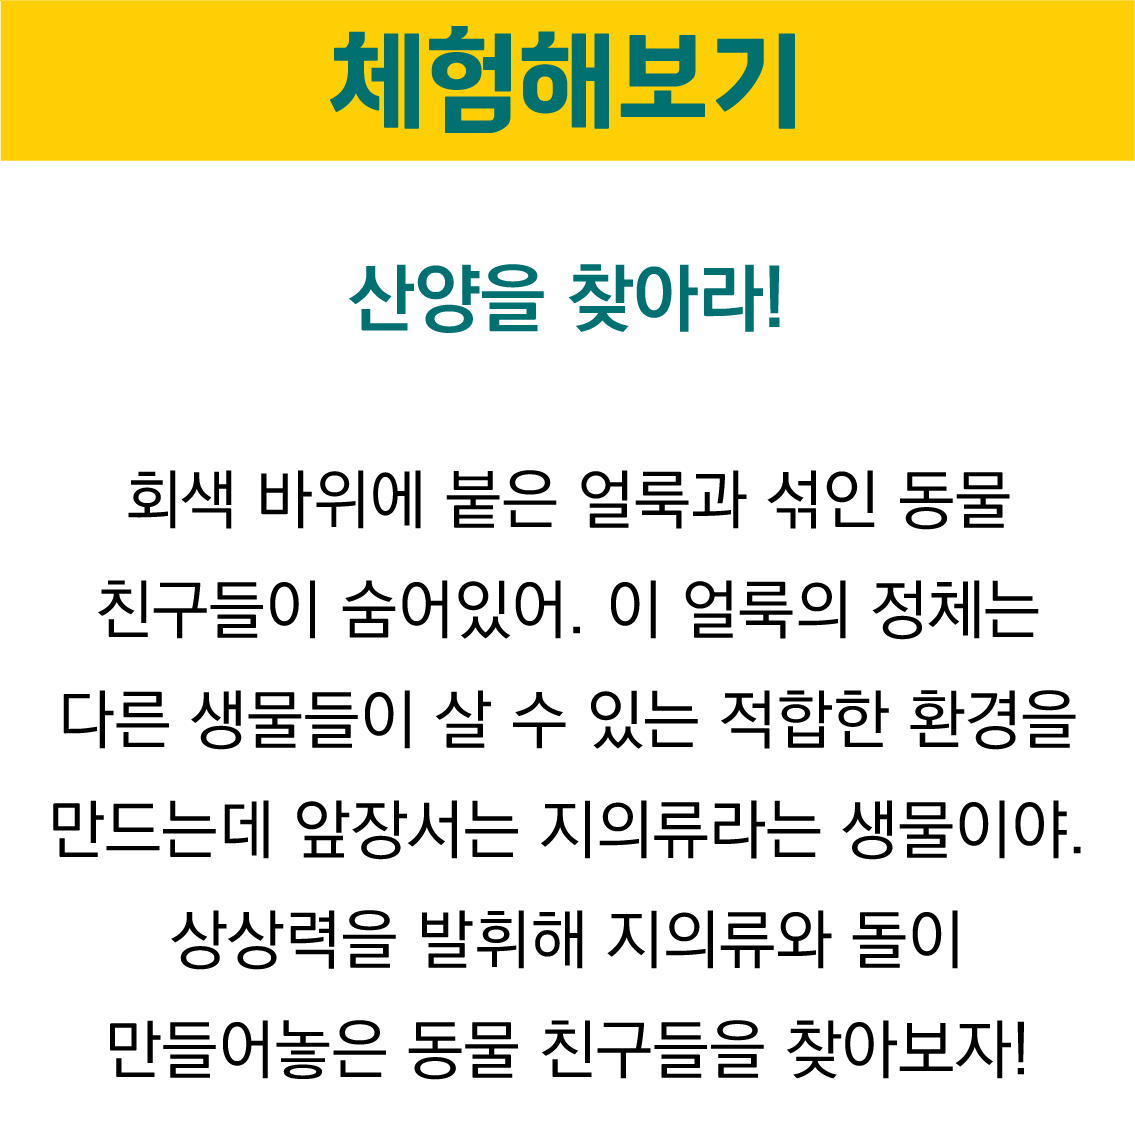 체험해보기
산양을 찾아라!
회색 바위에 붙은 얼룩과 섞인 동물
친구들이 숨어있어. 이 얼룩의 정체는
다른 생물들이 살 수 있는 적합한 환경을
만드는데 앞장서는 지의류라는 생물이야.
상상력을 발휘해 지의류와 돌이
만들어놓은 동물 친구들을 찾아보자!